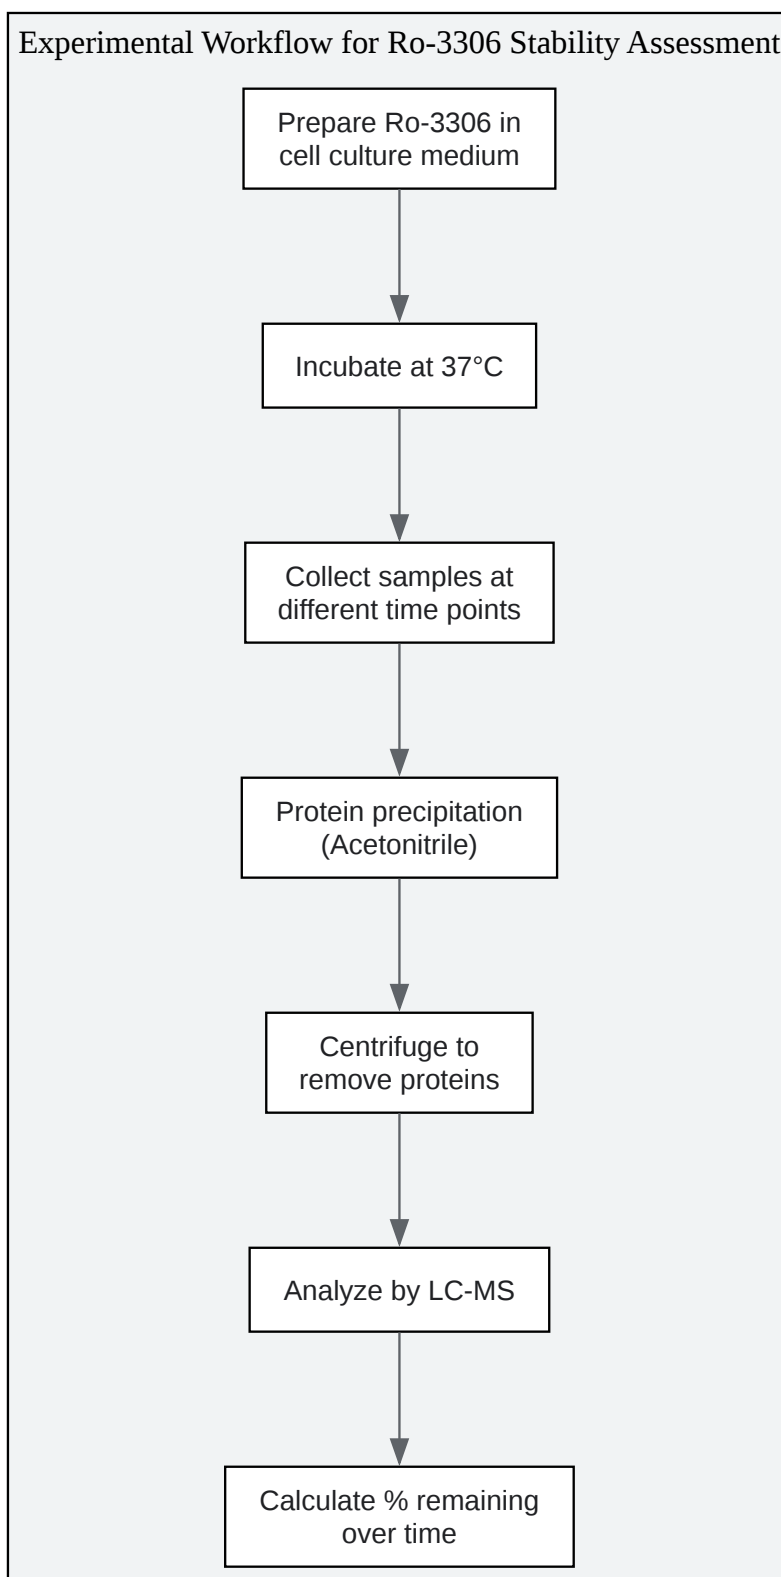 Experimental Workflow for Ro-3306 Stability Assessment
Prepare Ro-3306 in
cell culture medium
Incubate at 37°C
Collect samples at
different time points
Protein precipitation
(Acetonitrile)
Centrifuge to
remove proteins
Analyze by LC-MS
Calculate % remaining
over time